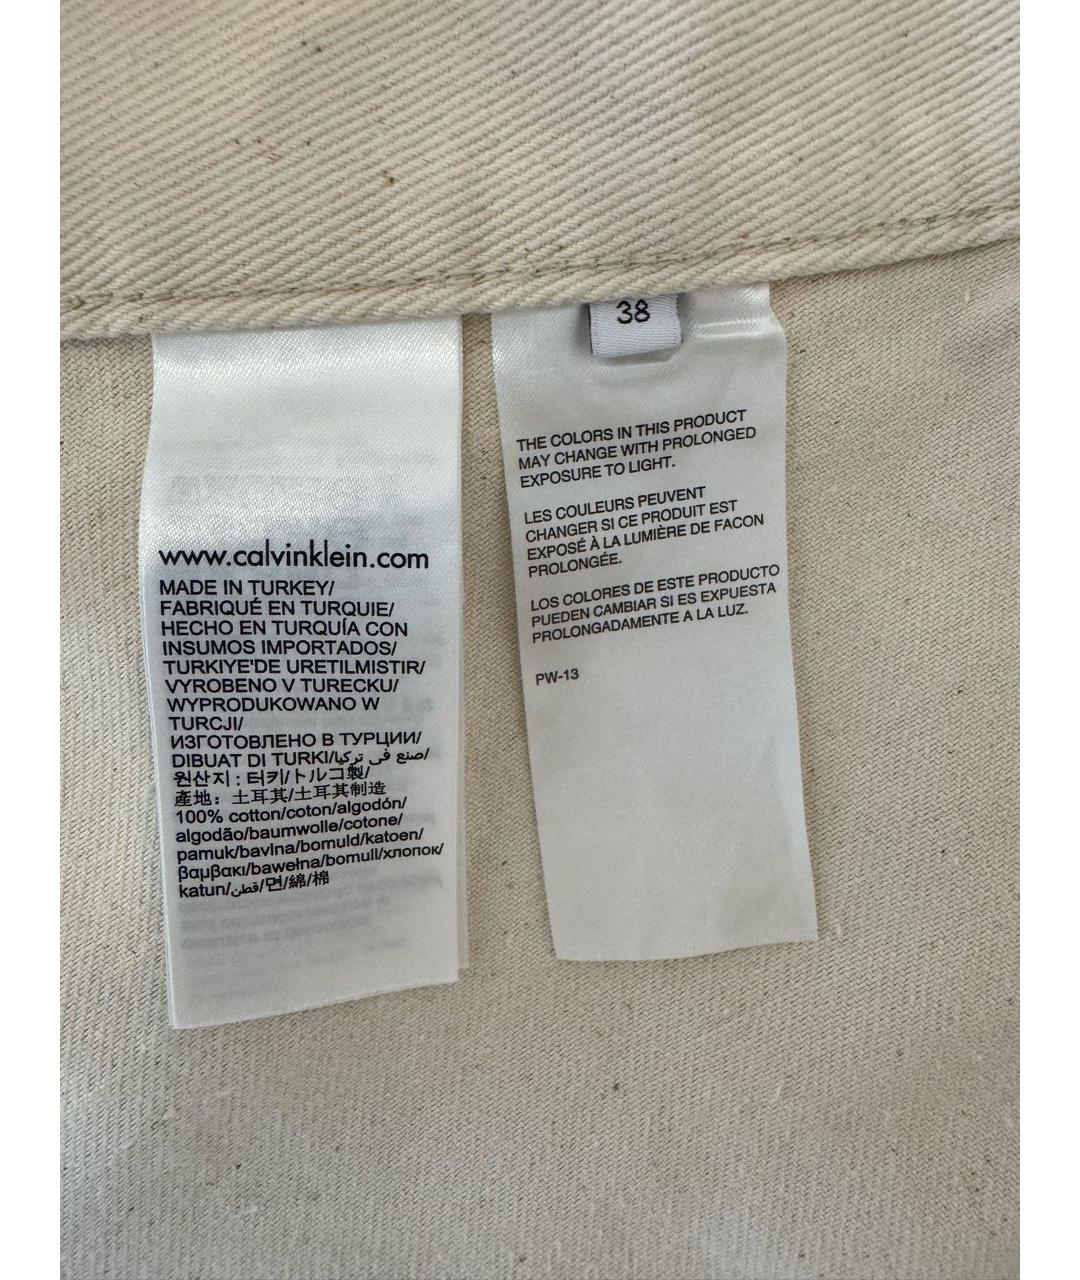 www.calvinklein.com
MADE IN TURKEY/
FABRIQUÉ EN TURQUIE/
HECHO EN TURQUÍA CON
INSUMOS IMPORTADOS/
TURKIYE'DE URETILMISTIR/
VYROBENO V TURECKU/
WYPRODUKOWANO W
TURCJI/
ИЗГОТОВЛЕНО В ТУРЦИИ/
DIBUAT DI TURKI/صنع في تركيا/
원산지 : 터키/トルコ製/
產地：土耳其/土耳其制造
100% cotton/coton/algodón/
algodão/baumwolle/cotone/
pamuk/bavlna/bomuld/katoen/
βαμβακι/bawełna/bomull/хлопок/
katun/قطن/면/綿/棉
38
THE COLORS IN THIS PRODUCT
MAY CHANGE WITH PROLONGED
EXPOSURE TO LIGHT.
LES COULEURS PEUVENT
CHANGER SI CE PRODUIT EST
EXPOSÉ À LA LUMIÈRE DE FACON
PROLONGÉE.
LOS COLORES DE ESTE PRODUCTO
PUEDEN CAMBIAR SI ES EXPUESTA
PROLONGADAMENTE A LA LUZ.
PW-13